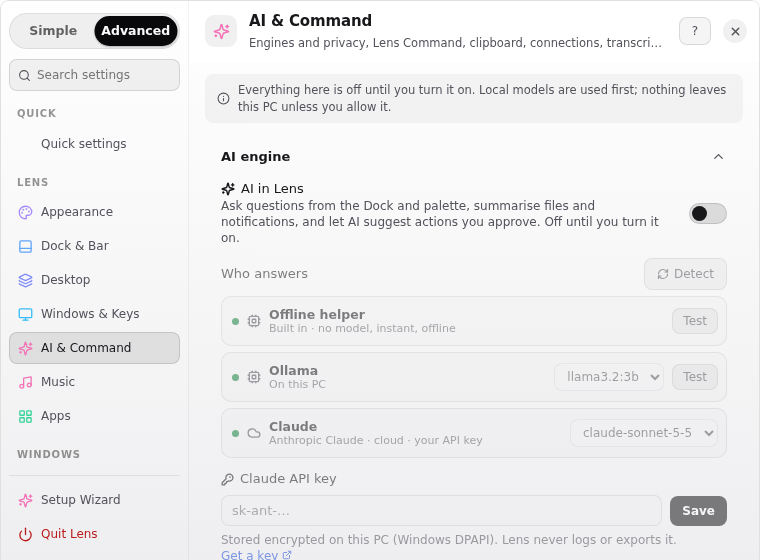 Simple
Advanced
Search settings
QUICK
Quick settings
LENS
Appearance
Dock & Bar
Desktop
Windows & Keys
AI & Command
Music
Apps
WINDOWS
Setup Wizard
Quit Lens
AI & Command
Engines and privacy, Lens Command, clipboard, connections, transcri...
?
Everything here is off until you turn it on. Local models are used first; nothing leaves
this PC unless you allow it.
AI engine
AI in Lens
Ask questions from the Dock and palette, summarise files and
notifications, and let AI suggest actions you approve. Off until you turn it
on.
Who answers
Detect
Offline helper
Built in · no model, instant, offline
Test
Ollama
On this PC
llama3.2:3b
Test
Claude
Anthropic Claude · cloud · your API key
claude-sonnet-5-5
Claude API key
sk-ant-...
Save
Stored encrypted on this PC (Windows DPAPI). Lens never logs or exports it.
Get a key